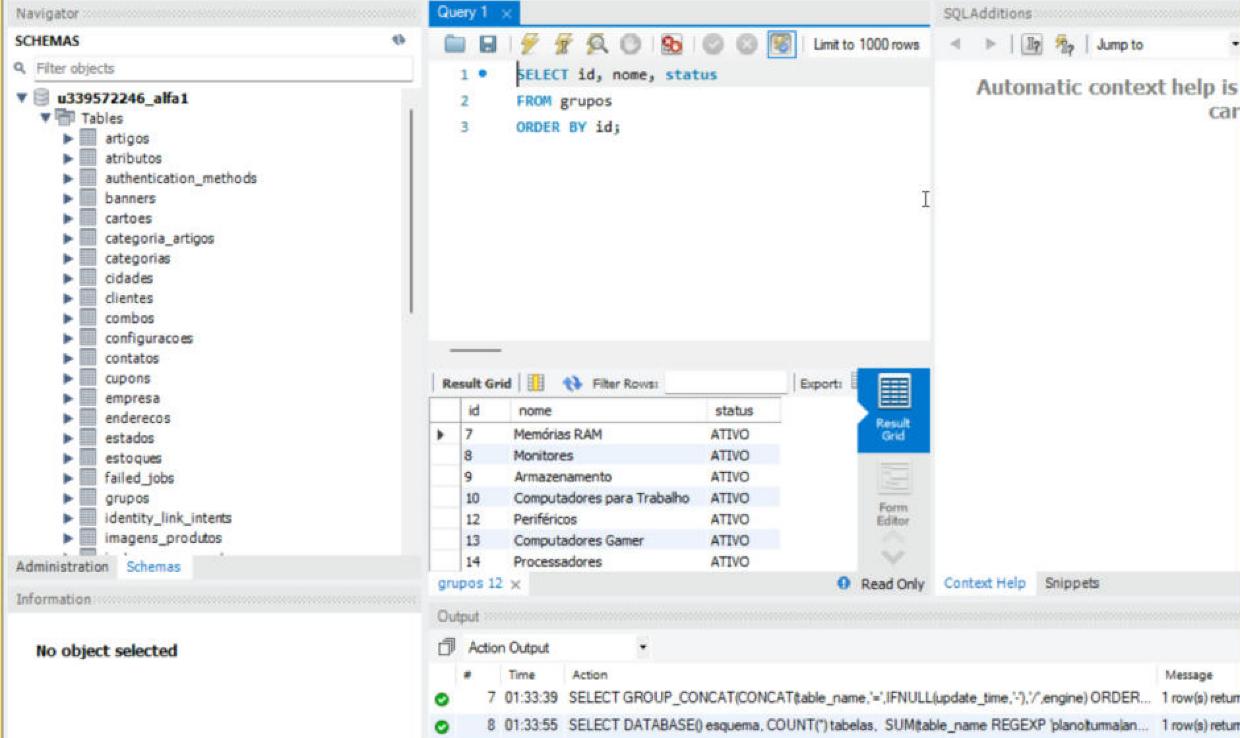 Navigator
SCHEMAS
Filter objects
u339572246_alfa1
Tables
artigos
atributos
authentication_methods
banners
cartoes
categoria_artigos
categorias
cidades
clientes
combos
configuracoes
contatos
cupons
empresa
enderecos
estados
estoques
failed_jobs
grupos
identity_link_intents
imagens_produtos
Administration Schemas
Information
No object selected
Query 1
Limit to 1000 rows
1 SELECT id, nome, status
2 FROM grupos
3 ORDER BY id;
Result Grid Filter Rows: Export:
id nome status
7 Memórias RAM ATIVO
8 Monitores ATIVO
9 Armazenamento ATIVO
10 Computadores para Trabalho ATIVO
12 Periféricos ATIVO
13 Computadores Gamer ATIVO
14 Processadores ATIVO
Result
Grid
Form
Editor
grupos 12 Read Only
SQLAdditions
Jump to
Automatic context help is
Context Help Snippets
Output
Action Output
# Time Action Message
7 01:33:39 SELECT GROUP_CONCAT(CONCAT(table_name,'=',IFNULL(update_time,'-'),'/',engine) ORDER... 1 row(s)
8 01:33:55 SELECT DATABASE() esquema, COUNT(*) tabelas, SUM(table_name REGEXP 'plano|turma|an... 1 row(s)